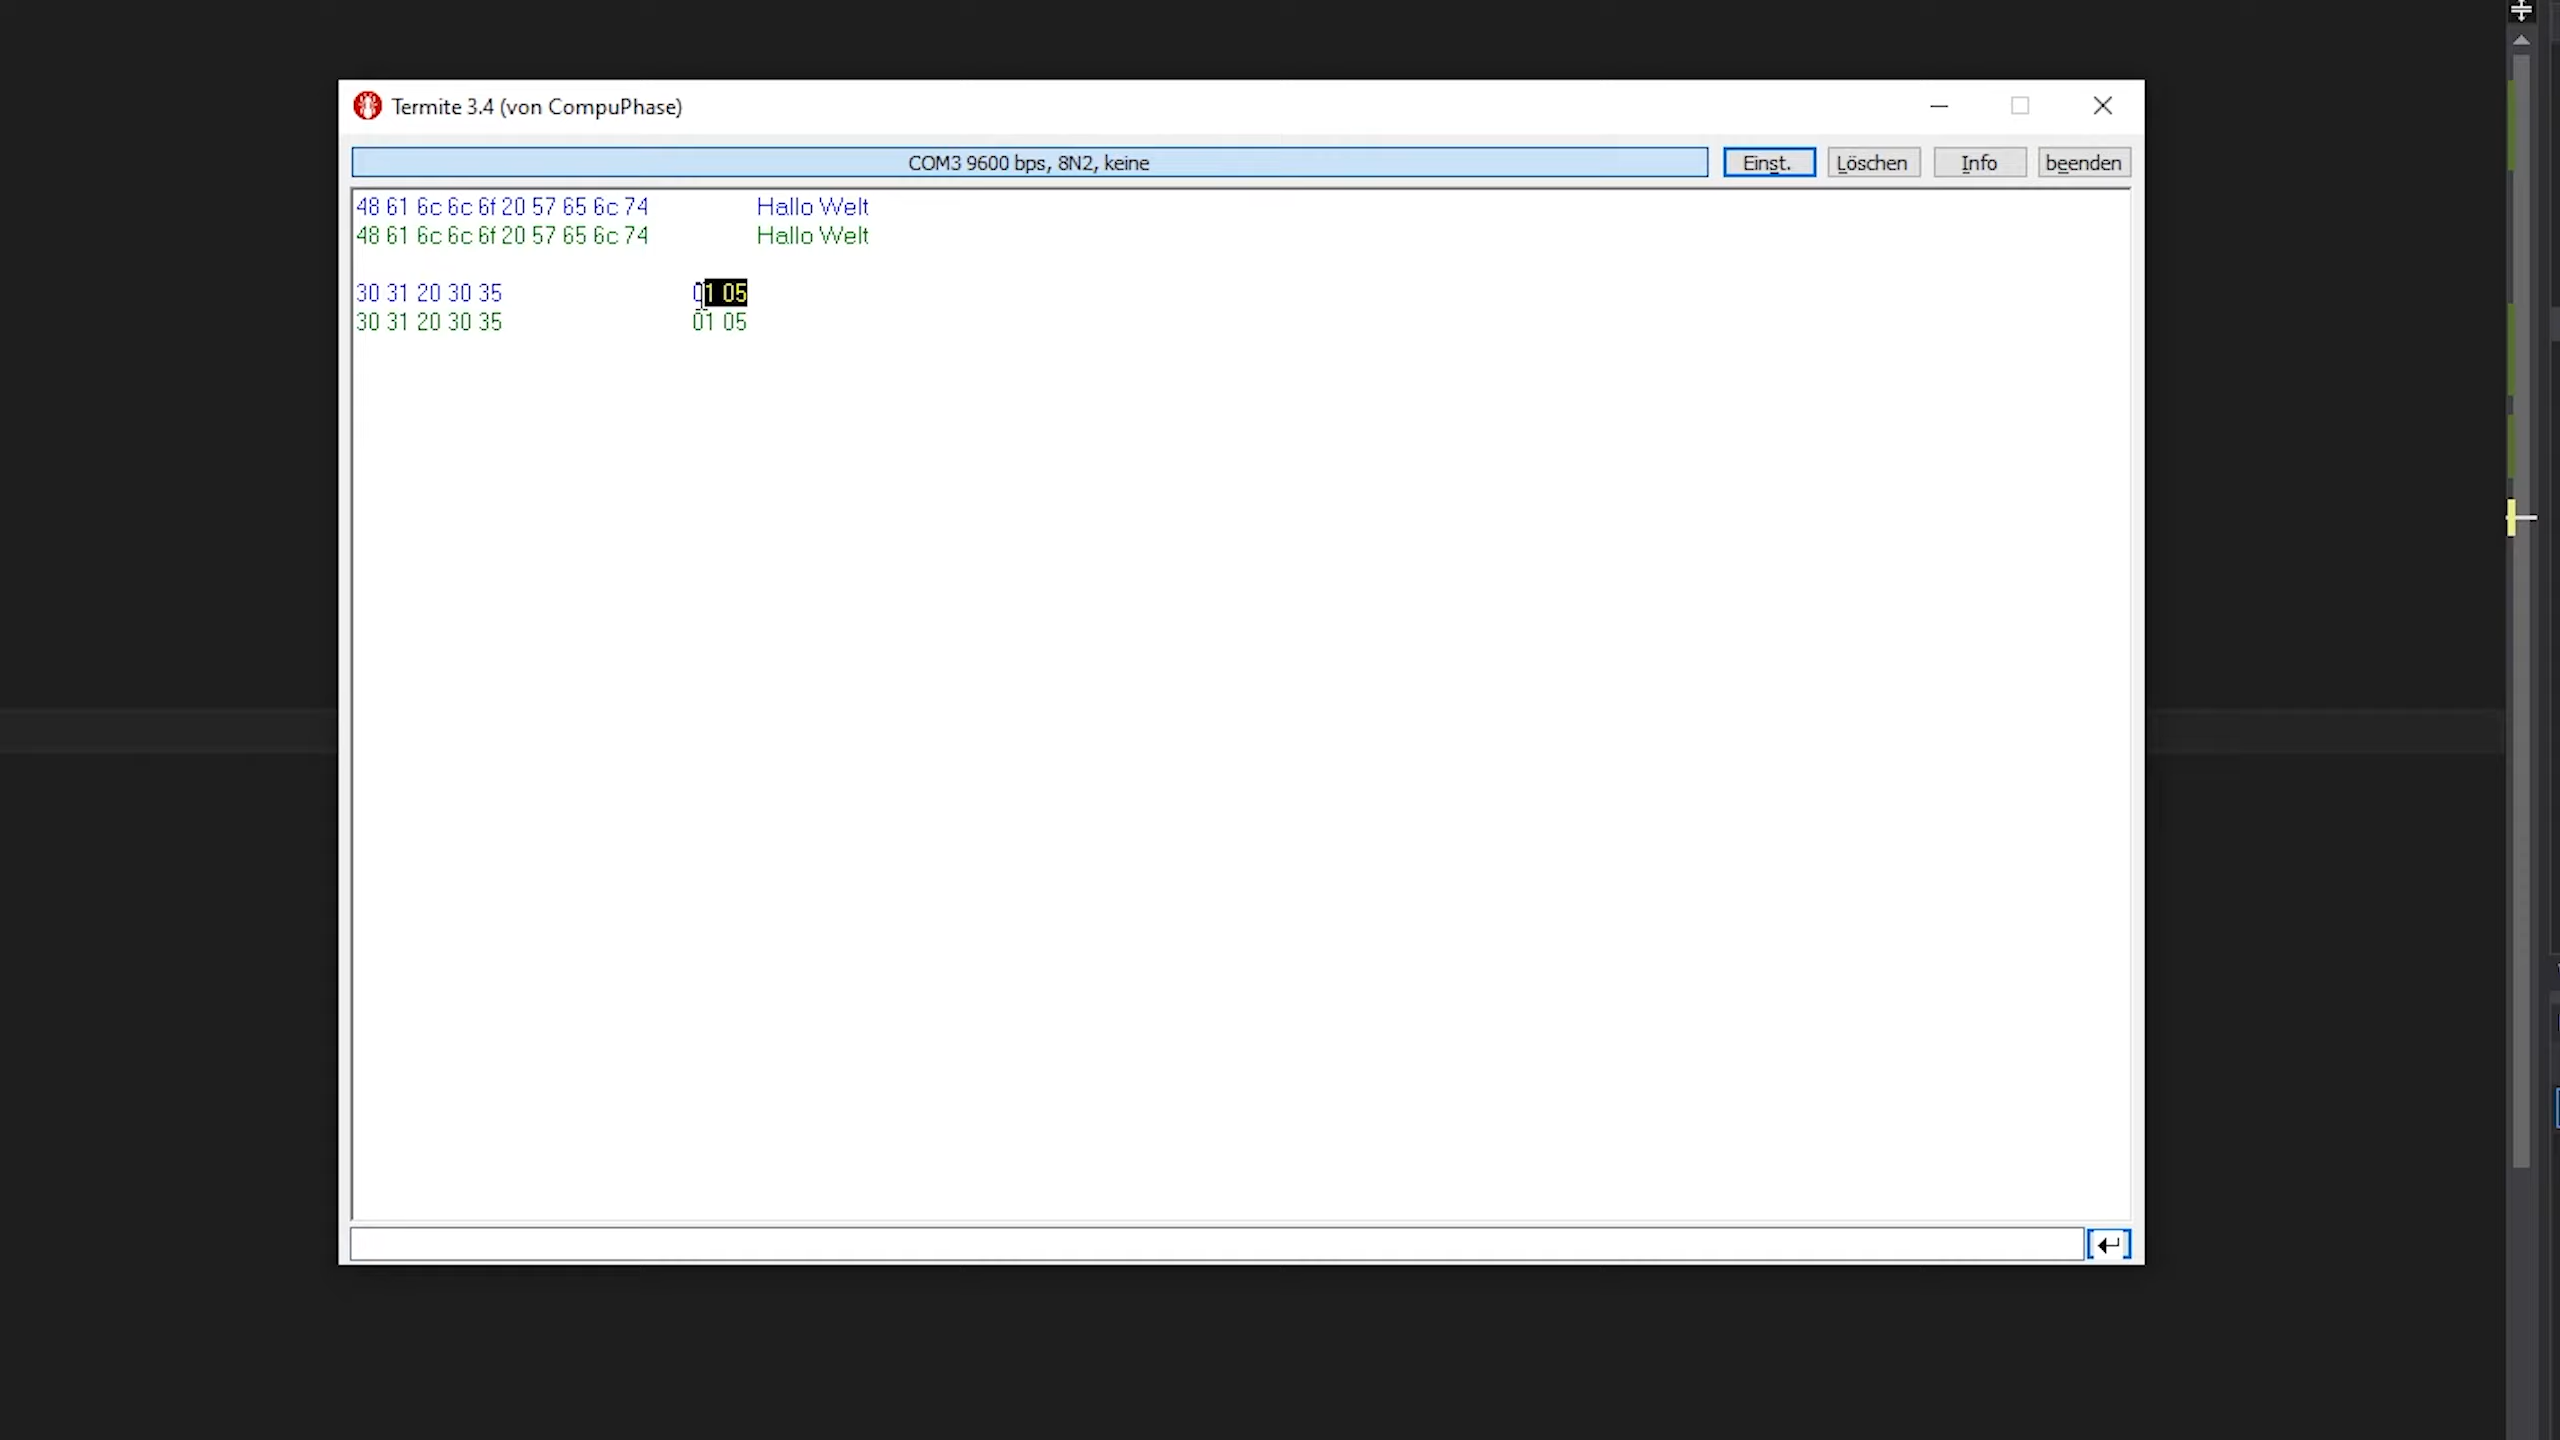 Termite 3.4 (von CompuPhase)
COM3 9600 bps, 8N2, keine
Einst.
Löschen
Info
beenden
48 61 6c 6c 6f 20 57 65 6c 74 Hallo Welt
48 61 6c 6c 6f 20 57 65 6c 74 Hallo Welt
30 31 20 30 35 01 05
30 31 20 30 35 01 05